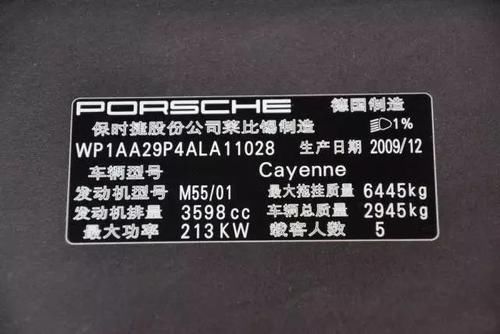 PORSCHE 德国制造
保时捷股份公司莱比锡制造 1%
WP1AA29P4ALA11028 生产日期 2009/12
车辆型号 Cayenne
发动机型号 M55/01 最大拖挂质量 6445kg
发动机排量 3598cc 车辆总质量 2945kg
最大功率 213KW 载客人数 5